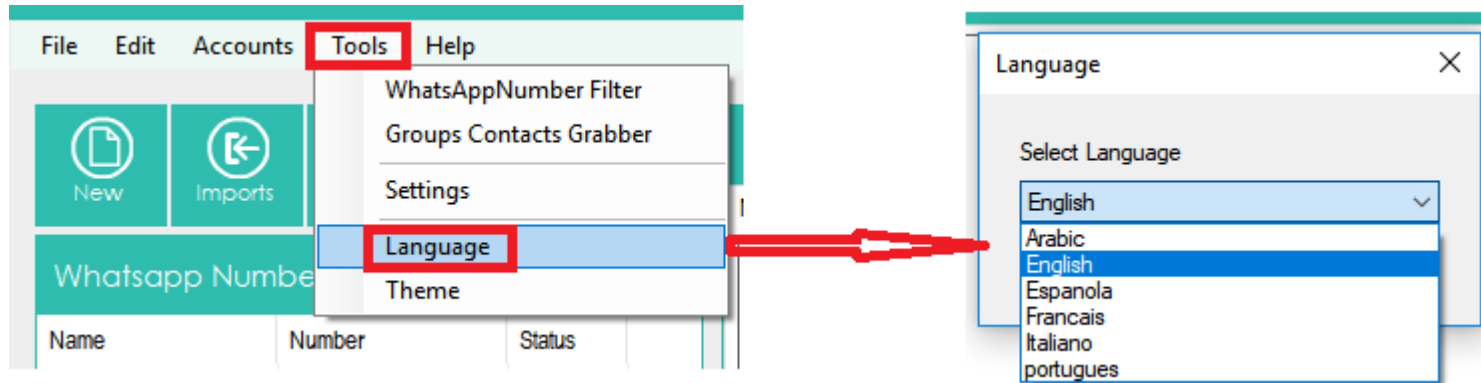 File Edit Accounts Tools Help
WhatsAppNumber Filter
Groups Contacts Grabber
Settings
Language
Theme
New
Imports
Whatsapp Numbe
Name Number Status
Language
Select Language
English
Arabic
English
Espanola
Francais
Italiano
portugues